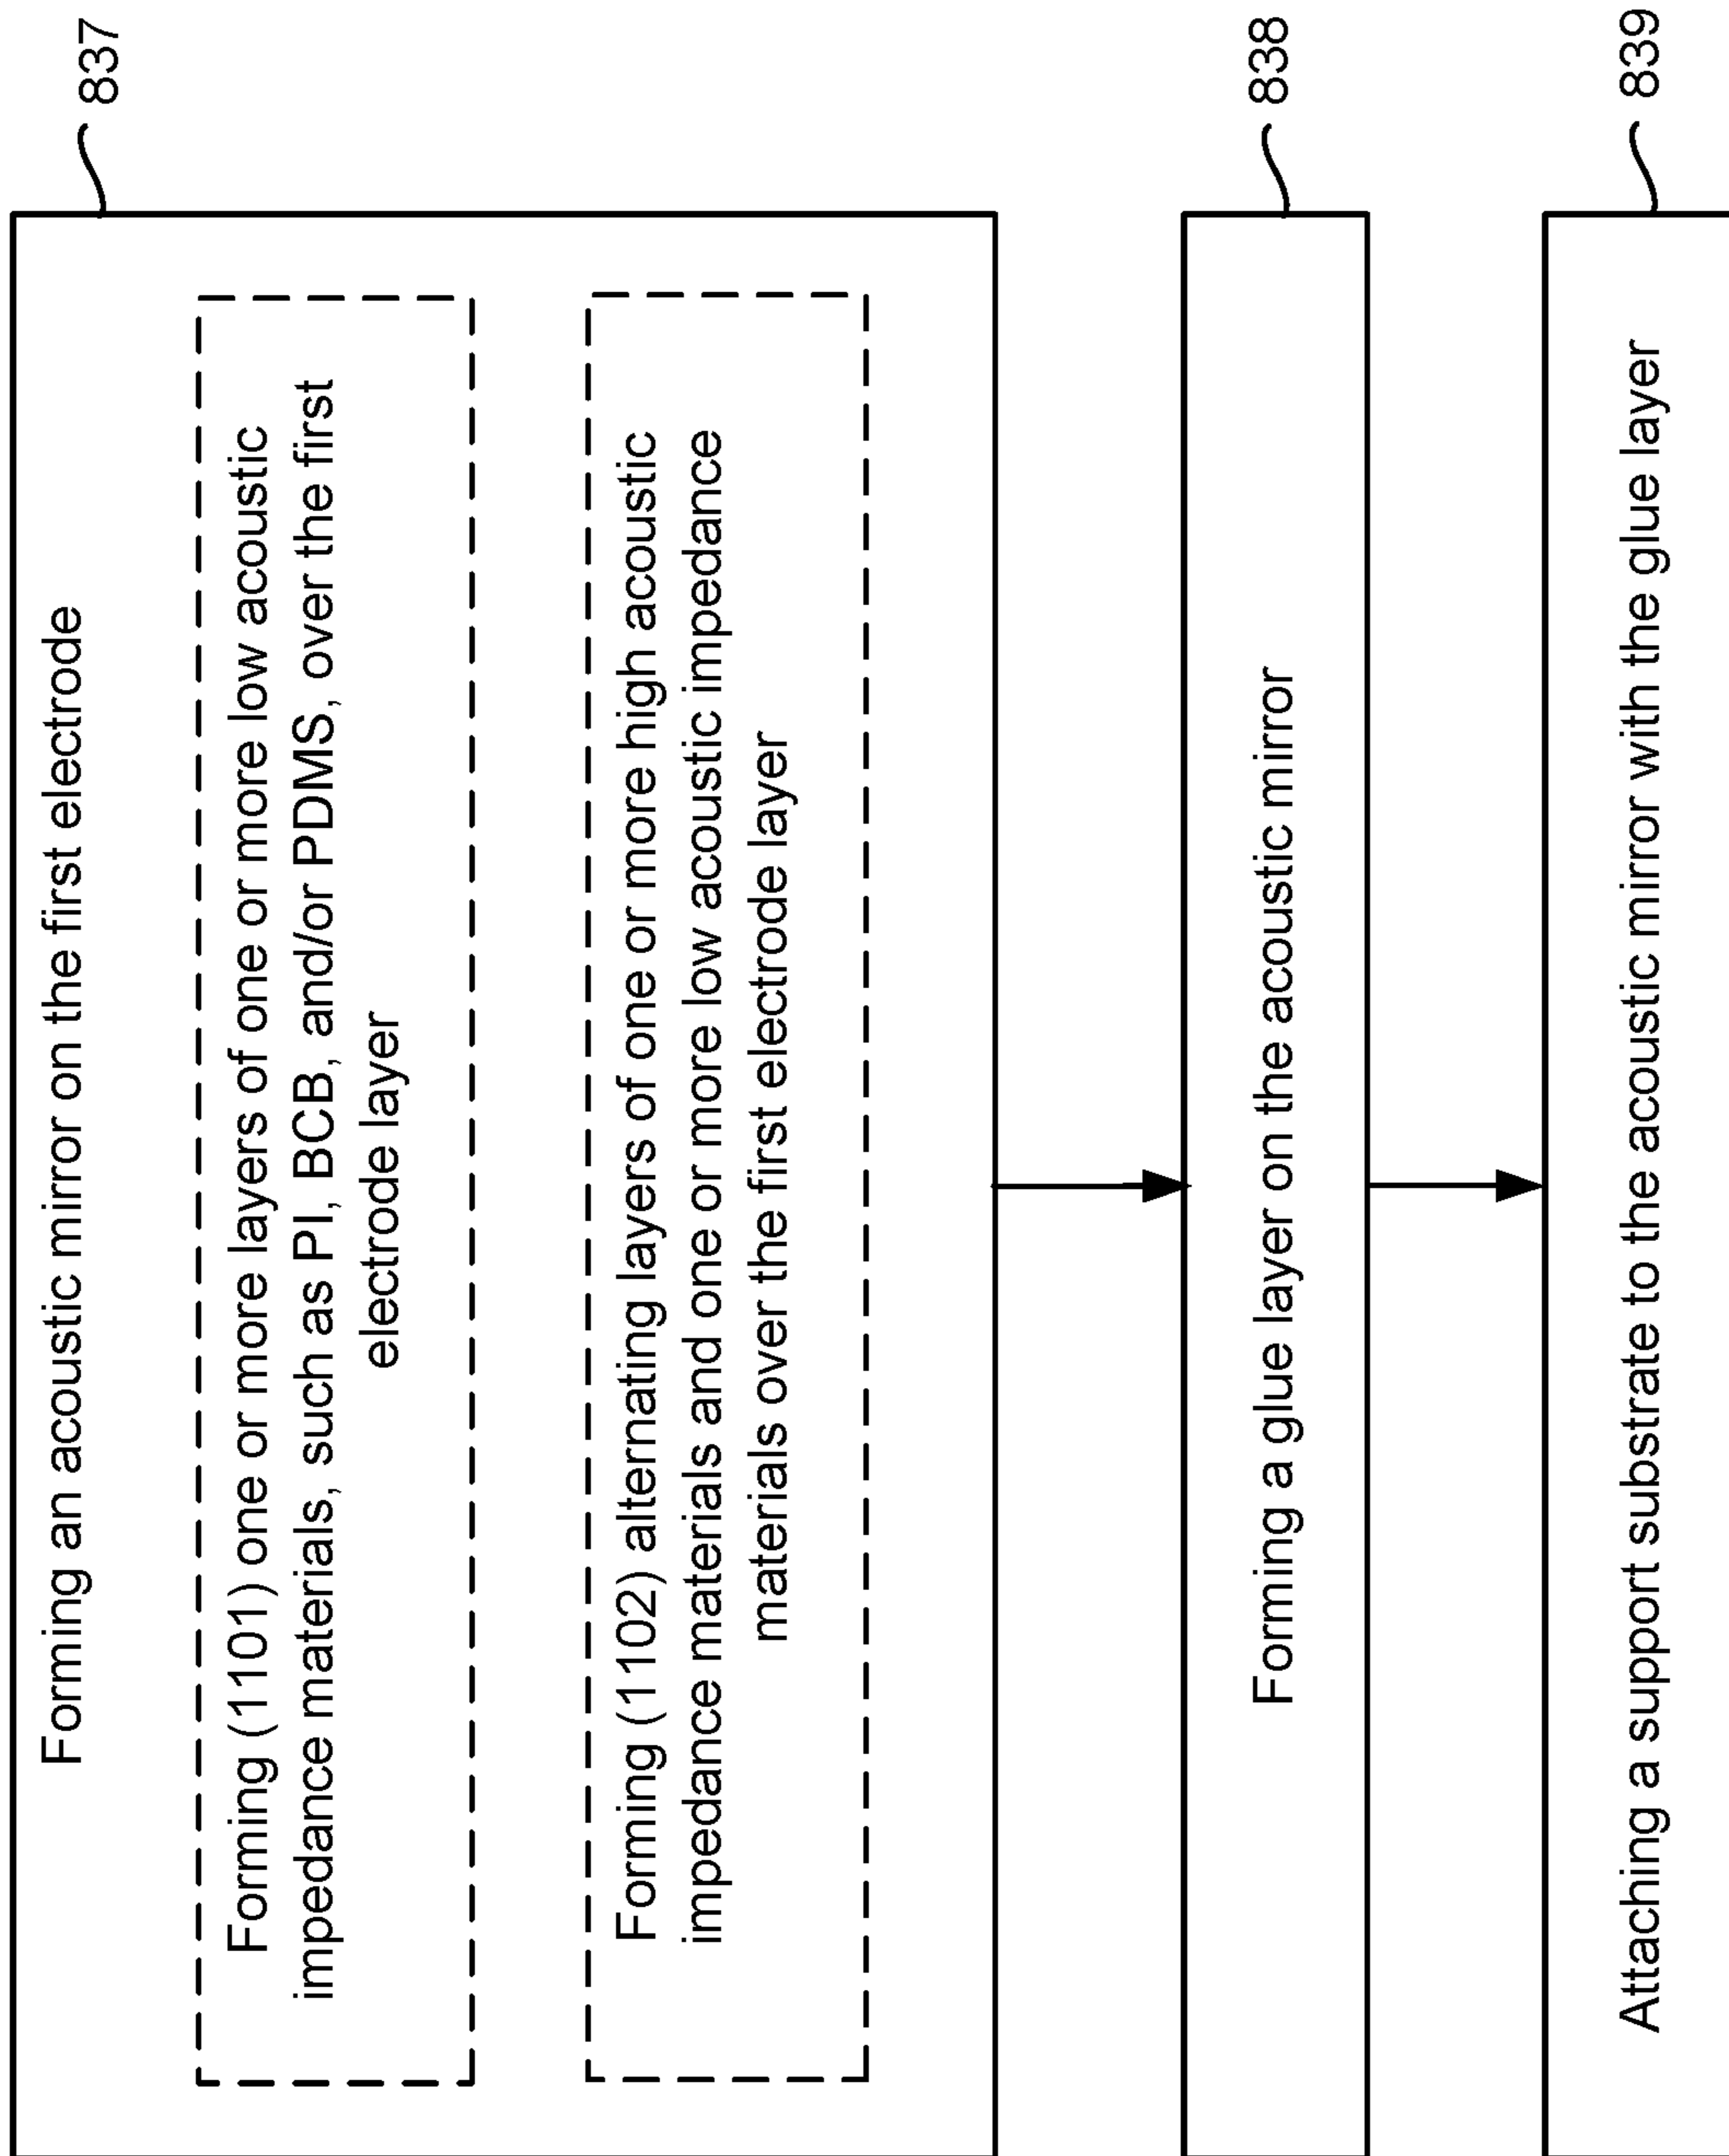 Forming an acoustic mirror on the first electrode
837
Forming (1101) one or more layers of one or more low acoustic
impedance materials, such as PI, BCB, and/or PDMS, over the first
electrode layer
Forming (1102) alternating layers of one or more high acoustic
impedance materials and one or more low acoustic impedance
materials over the first electrode layer
Forming a glue layer on the acoustic mirror
838
Attaching a support substrate to the acoustic mirror with the glue layer
839